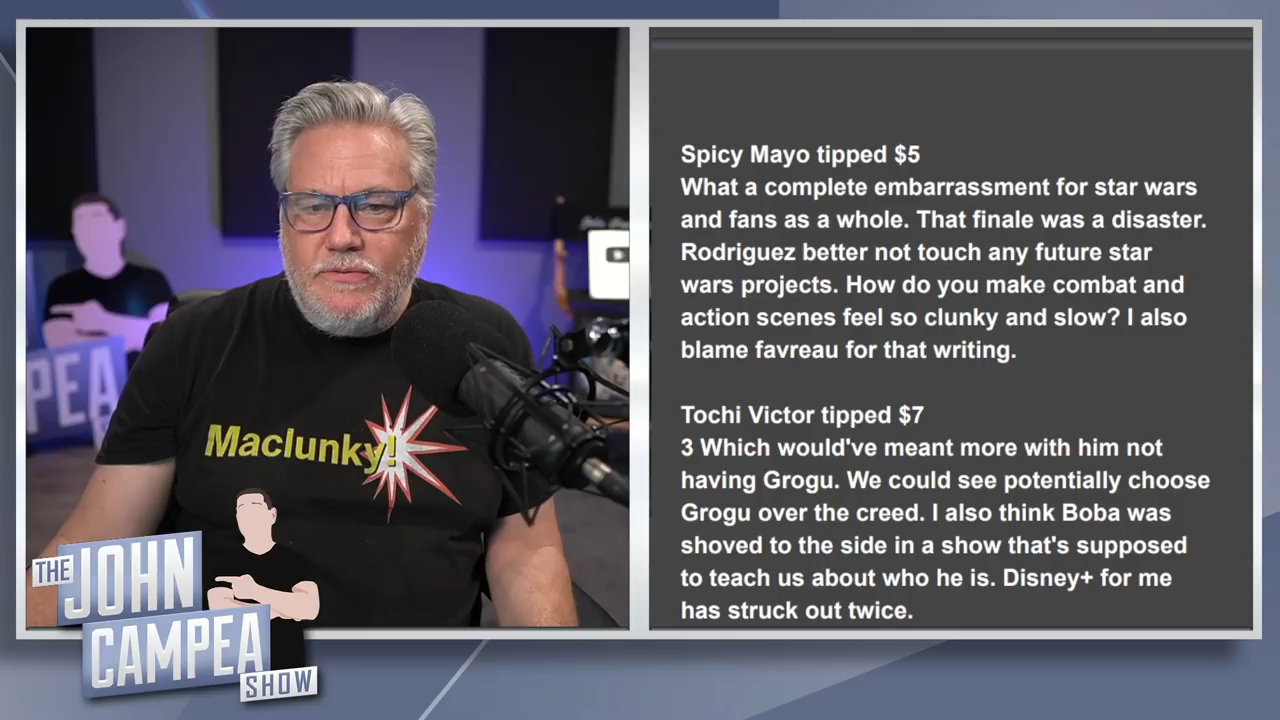 Spicy Mayo tipped $5
What a complete embarrassment for star wars
and fans as a whole. That finale was a disaster.
Rodriguez better not touch any future star
wars projects. How do you make combat and
action scenes feel so clunky and slow? I also
blame favreau for that writing.
Tochi Victor tipped $7
3 Which would've meant more with him not
having Grogu. We could see potentially choose
Grogu over the creed. I also think Boba was
shoved to the side in a show that's supposed
to teach us about who he is. Disney+ for me
has struck out twice.
PEA
Maclunky!
THE
JOHN
CAMPEA
SHOW